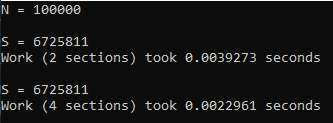 N = 100000
S = 6725811
Work (2 sections) took 0.0039273 seconds
S = 6725811
Work (4 sections) took 0.0022961 seconds